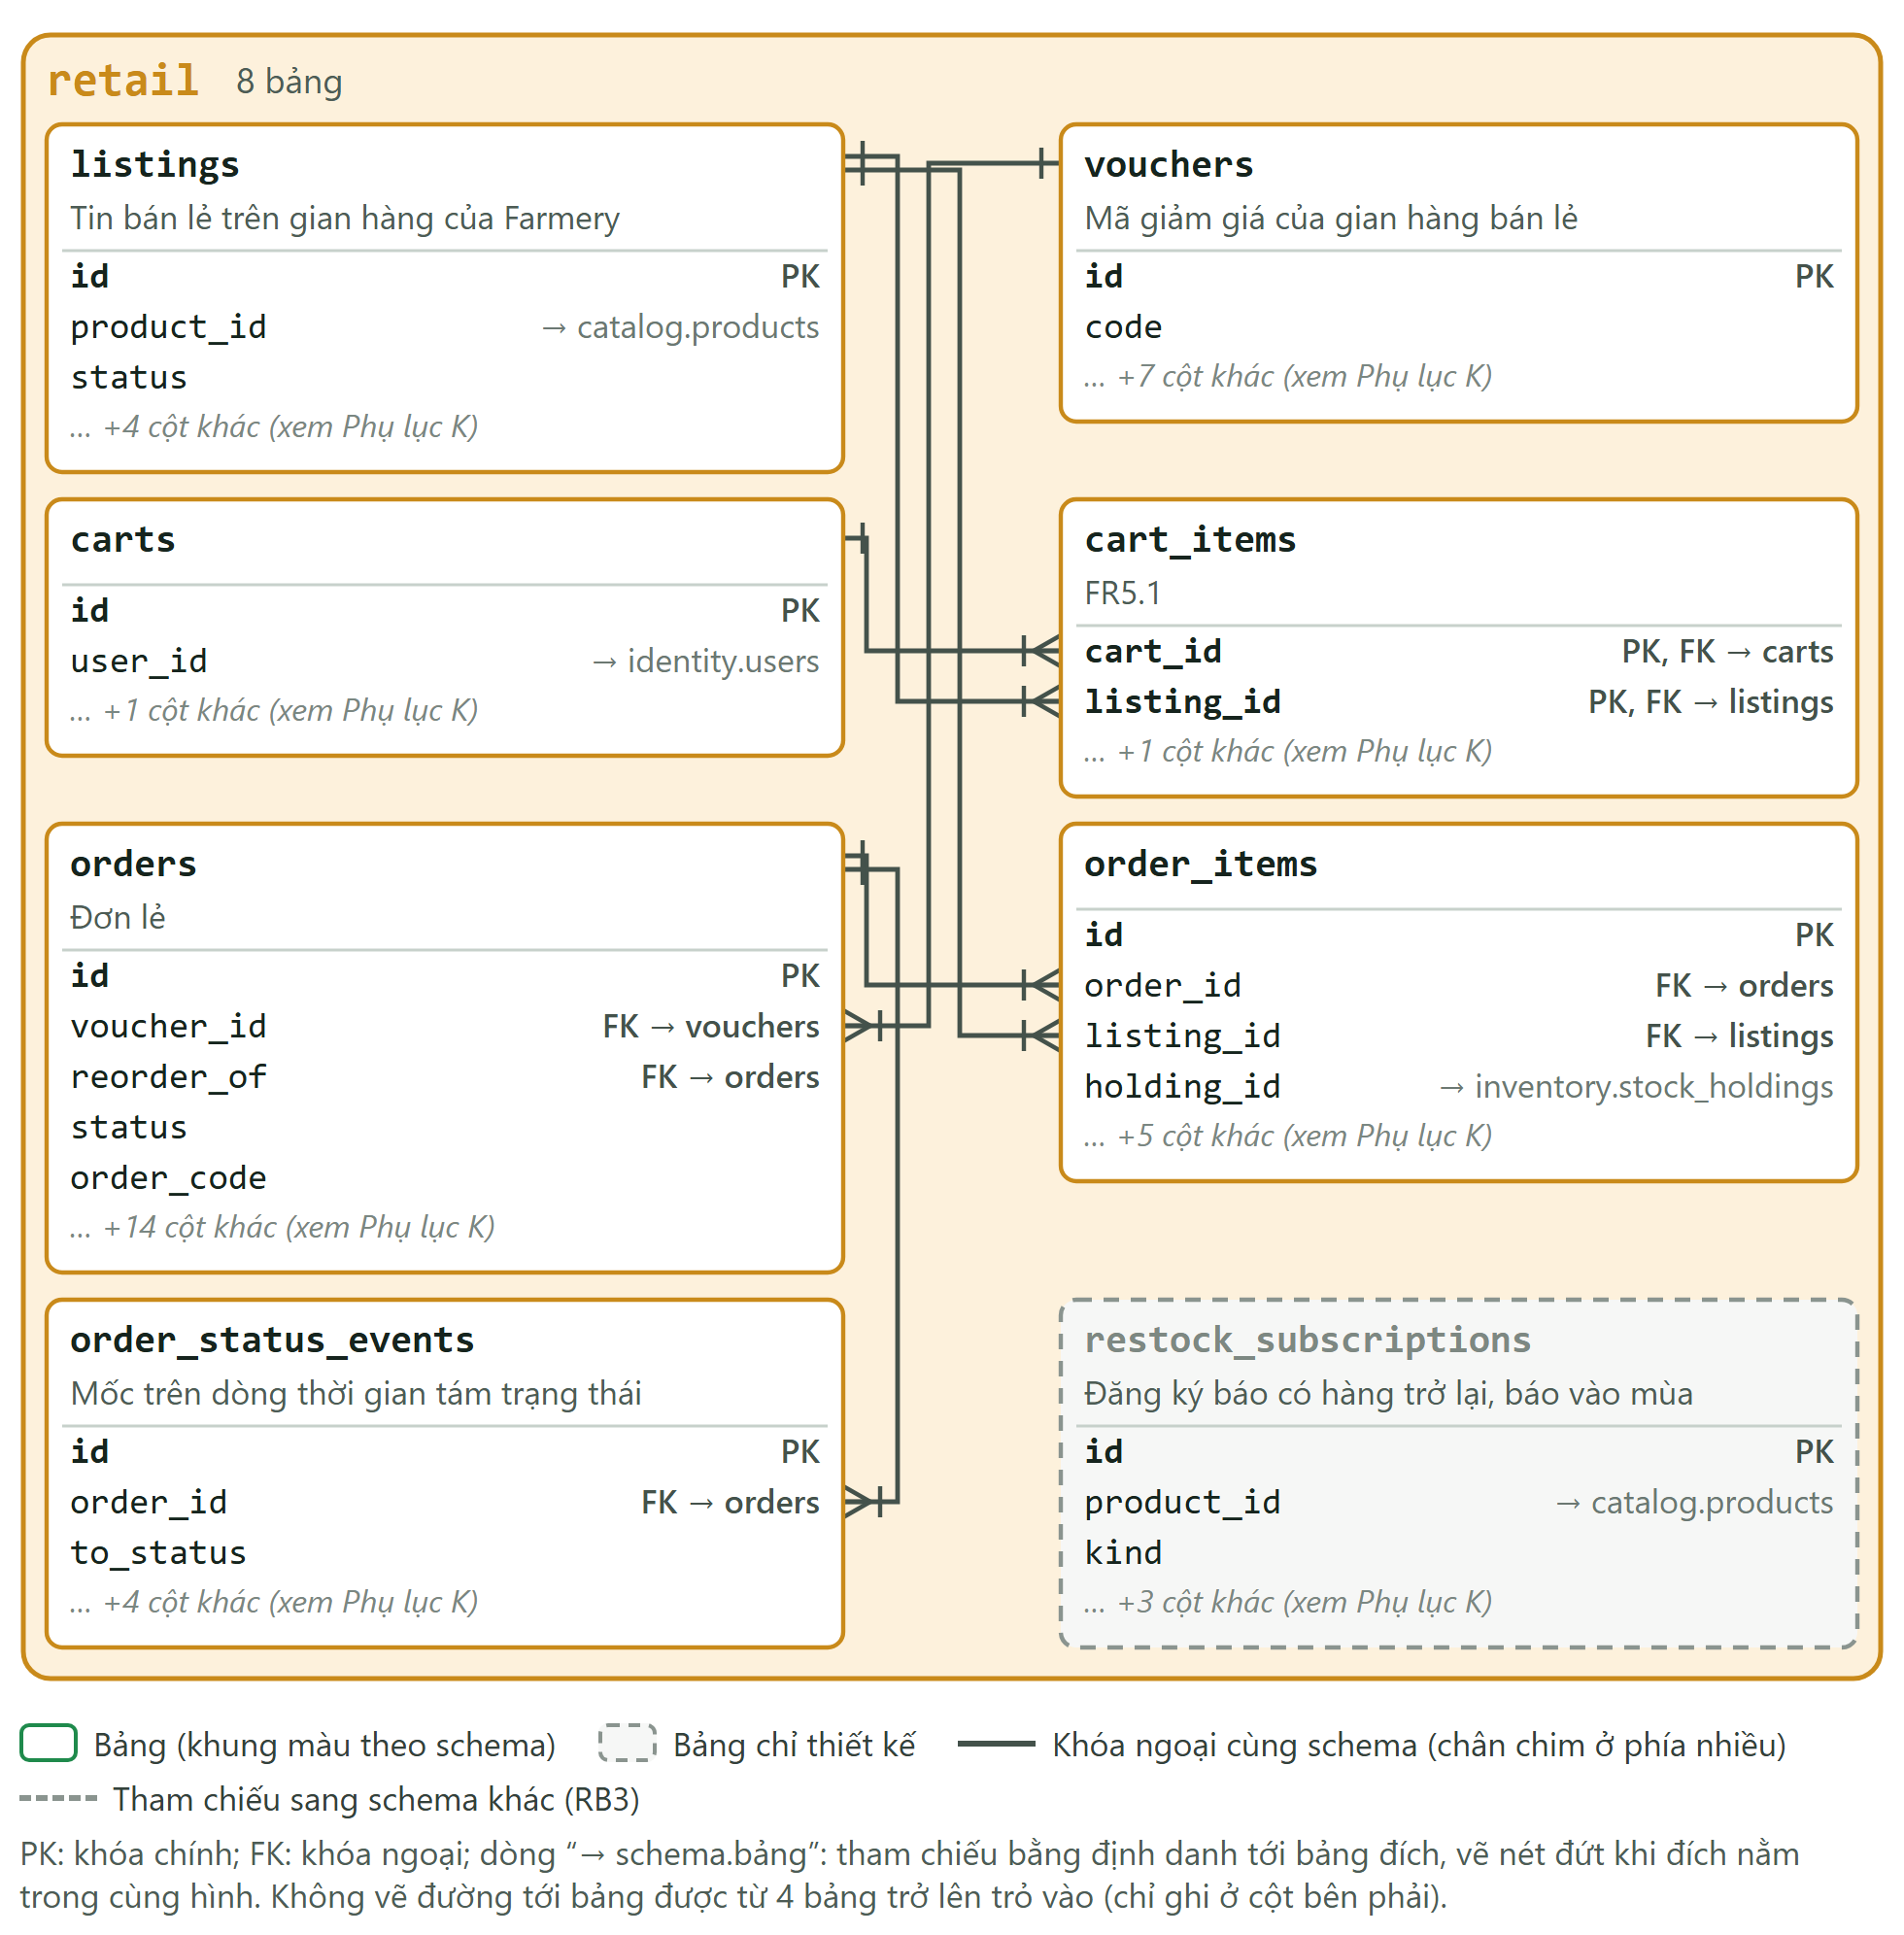 retail 8 bảng
listings
Tin bán lẻ trên gian hàng của Farmery
id PK
product_id → catalog.products
status
... +4 cột khác (xem Phụ lục K)
vouchers
Mã giảm giá của gian hàng bán lẻ
id PK
code
... +7 cột khác (xem Phụ lục K)
carts
id PK
user_id → identity.users
... +1 cột khác (xem Phụ lục K)
cart_items
FR5.1
cart_id PK, FK → carts
listing_id PK, FK → listings
... +1 cột khác (xem Phụ lục K)
orders
Đơn lẻ
id PK
voucher_id FK → vouchers
reorder_of FK → orders
status
order_code
... +14 cột khác (xem Phụ lục K)
order_items
id PK
order_id FK → orders
listing_id FK → listings
holding_id → inventory.stock_holdings
... +5 cột khác (xem Phụ lục K)
order_status_events
Mốc trên dòng thời gian tám trạng thái
id PK
order_id FK → orders
to_status
... +4 cột khác (xem Phụ lục K)
restock_subscriptions
Đăng ký báo có hàng trở lại, báo vào mùa
id PK
product_id → catalog.products
kind
... +3 cột khác (xem Phụ lục K)
Bảng (khung màu theo schema) Bảng chỉ thiết kế Khóa ngoại cùng schema (chân chim ở phía nhiều)
Tham chiếu sang schema khác (RB3)
PK: khóa chính; FK: khóa ngoại; dòng “→ schema.bảng”: tham chiếu bằng định danh tới bảng đích, vẽ nét đứt khi đích nằm
trong cùng hình. Không vẽ đường tới bảng được từ 4 bảng trở lên trỏ vào (chỉ ghi ở cột bên phải).